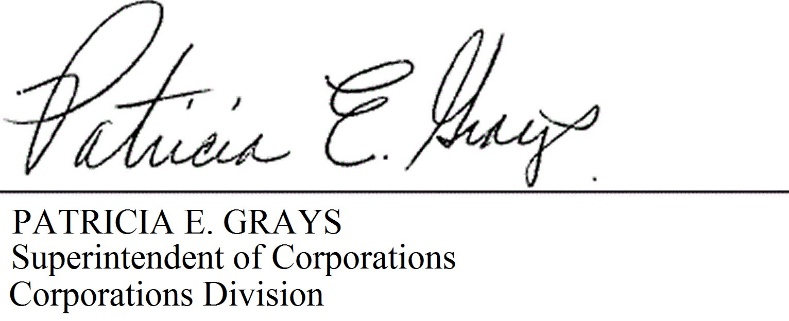 Patricia E. Grays
PATRICIA E. GRAYS
Superintendent of Corporations
Corporations Division